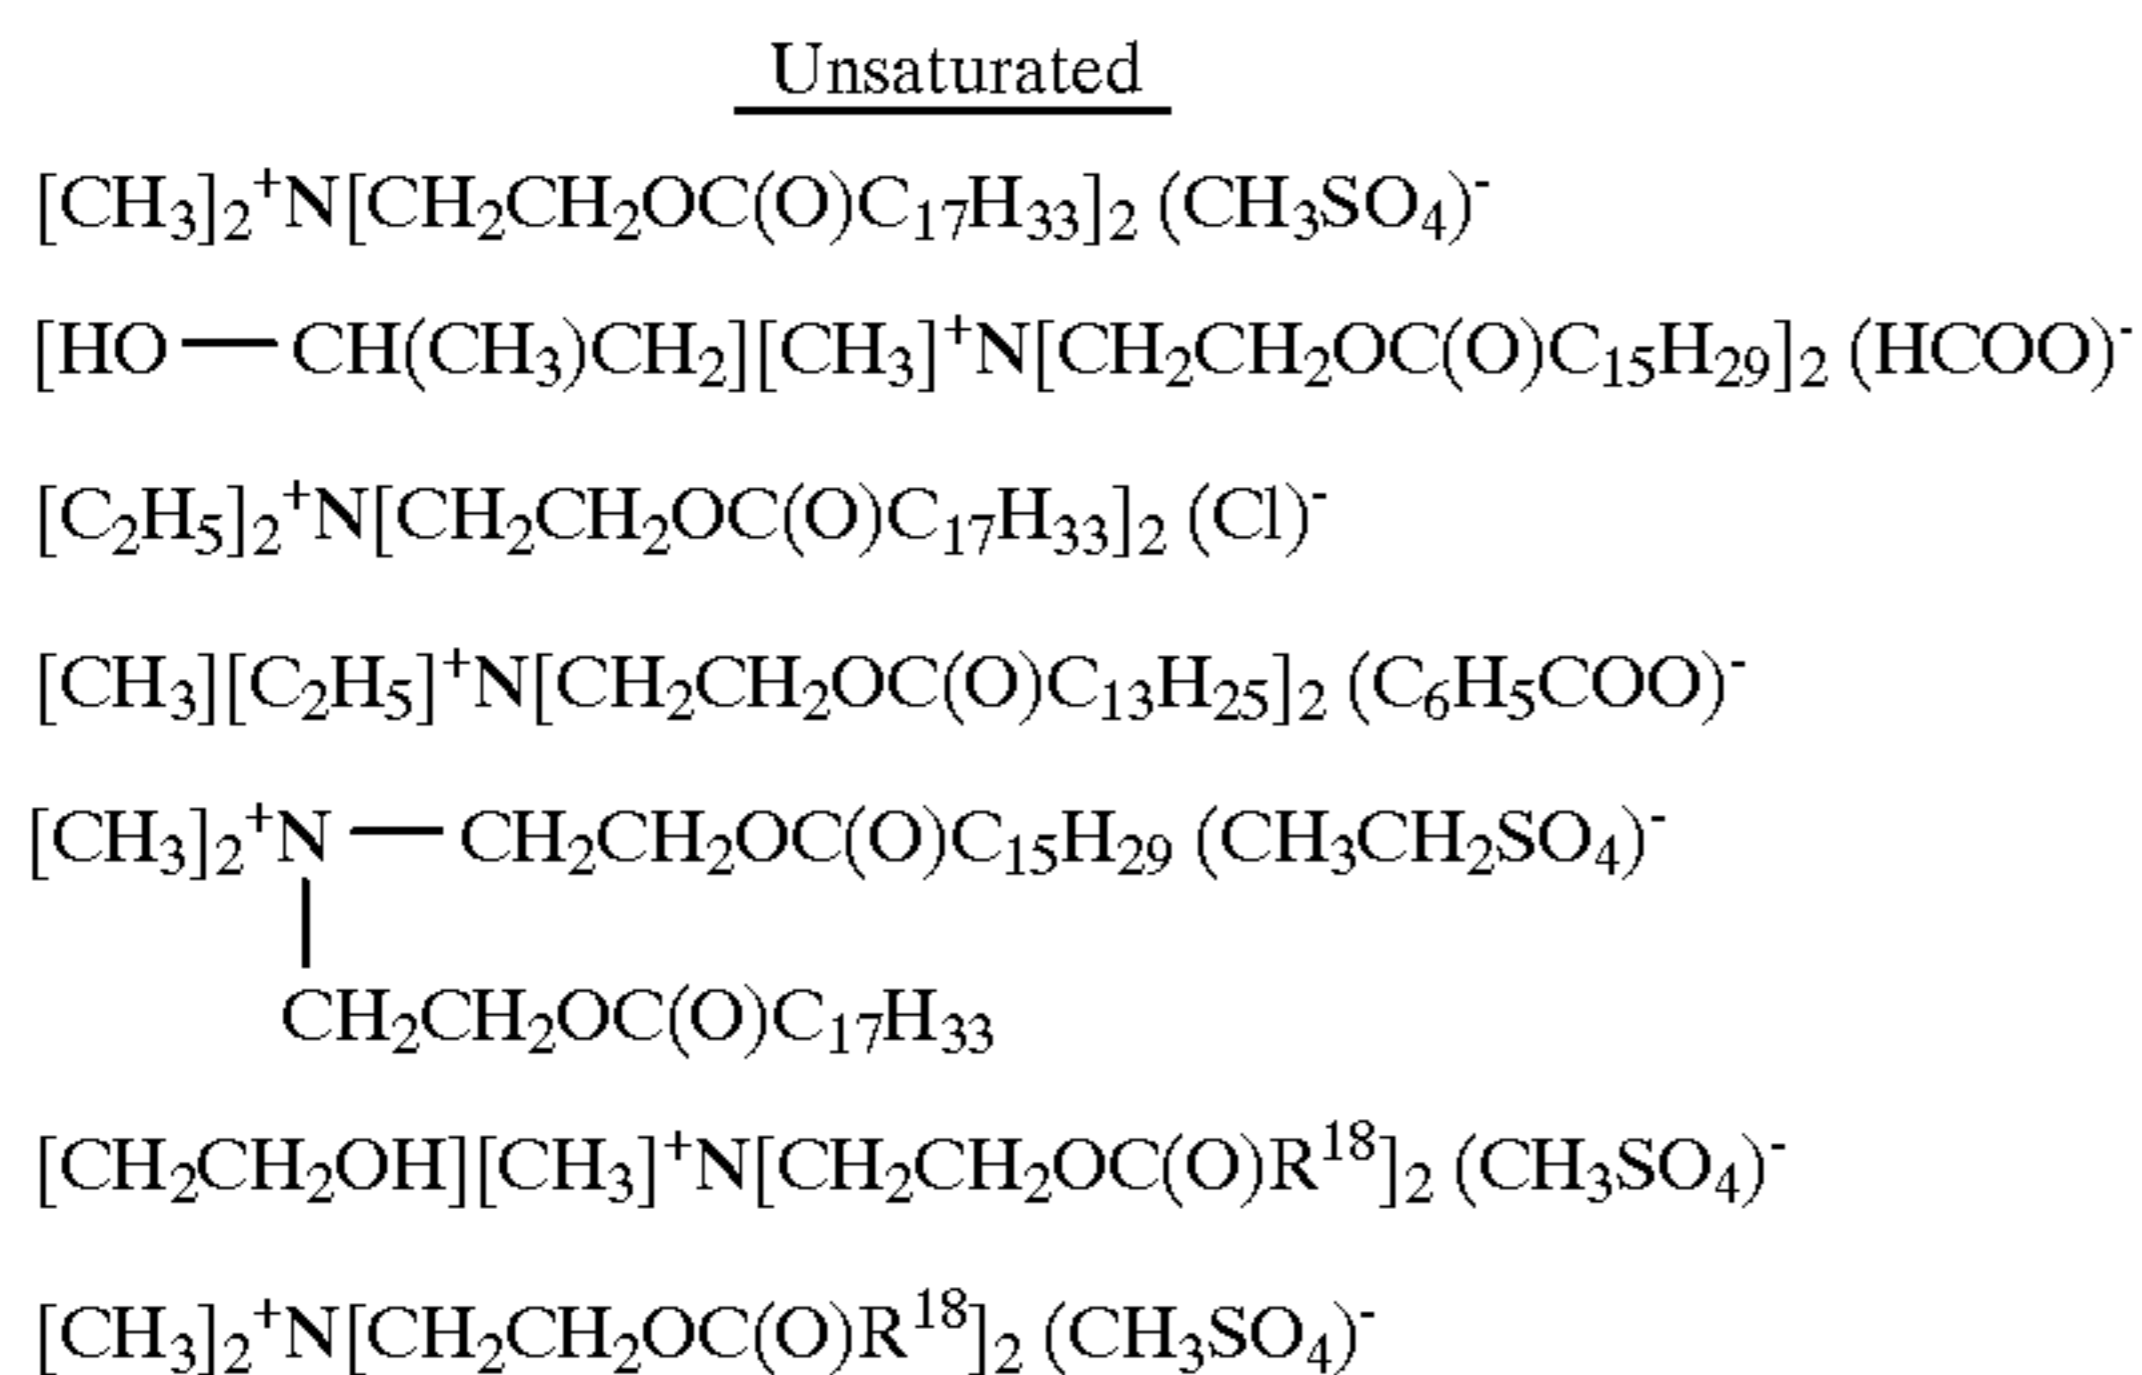 Unsaturated
[CH₃]₂⁺N[CH₂CH₂OC(O)C₁₇H₃₃]₂ (CH₃SO₄)⁻
[HO—CH(CH₃)CH₂][CH₃]⁺N[CH₂CH₂OC(O)C₁₅H₂₉]₂ (HCOO)⁻
[C₂H₅]₂⁺N[CH₂CH₂OC(O)C₁₇H₃₃]₂ (Cl)⁻
[CH₃][C₂H₅]⁺N[CH₂CH₂OC(O)C₁₃H₂₅]₂ (C₆H₅COO)⁻
[CH₃]₂⁺N—CH₂CH₂OC(O)C₁₅H₂₉ (CH₃CH₂SO₄)⁻
CH₂CH₂OC(O)C₁₇H₃₃
[CH₂CH₂OH][CH₃]⁺N[CH₂CH₂OC(O)R¹⁸]₂ (CH₃SO₄)⁻
[CH₃]₂⁺N[CH₂CH₂OC(O)R¹⁸]₂ (CH₃SO₄)⁻